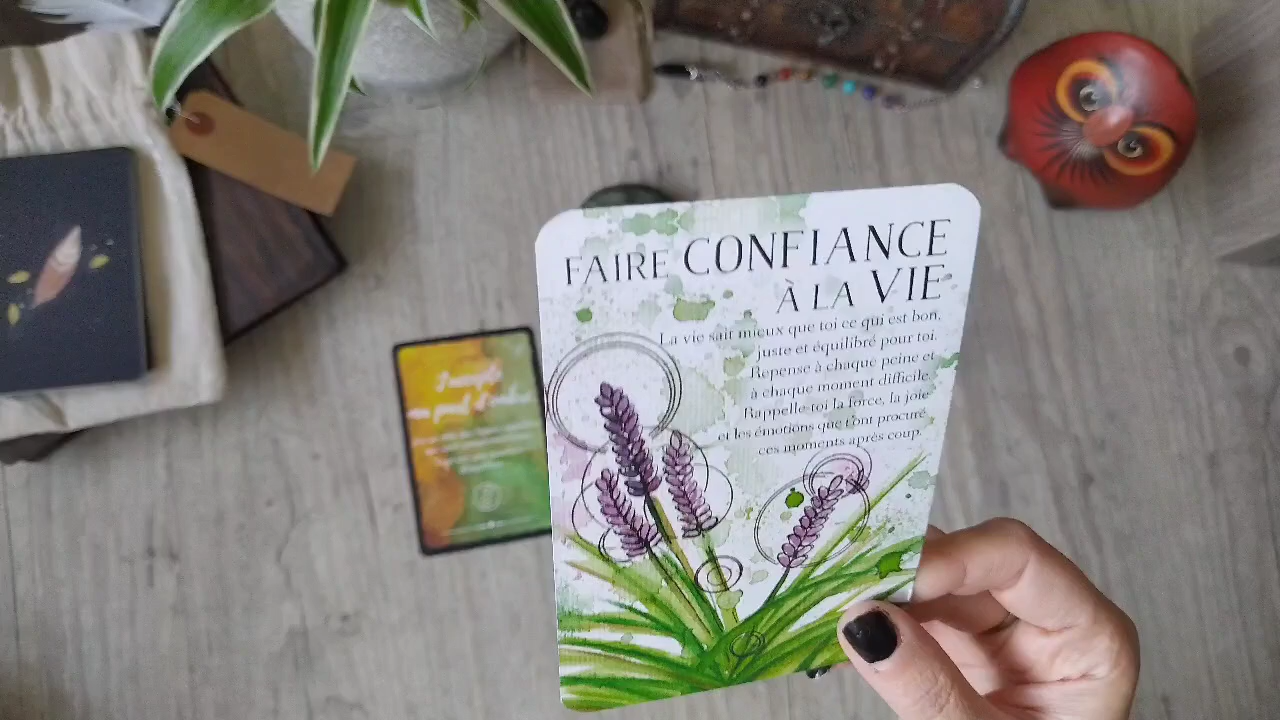 FAIRE CONFIANCE
À LA VIE
La vie sait mieux que toi ce qui est bon,
juste et équilibré pour toi.
Repense à chaque peine et
à chaque moment difficile.
Rappelle-toi la force, la joie
et les émotions que t'ont procuré
ces moments après coup.
J'accepte